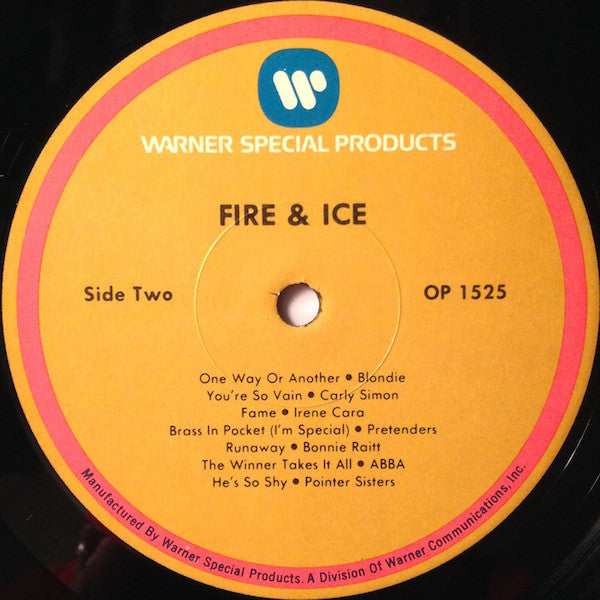 WARNER SPECIAL PRODUCTS
FIRE & ICE
Side Two
OP 1525
One Way Or Another • Blondie
You're So Vain • Carly Simon
Fame • Irene Cara
Brass In Pocket (I'm Special) • Pretenders
Runaway • Bonnie Raitt
The Winner Takes It All • ABBA
He's So Shy • Pointer Sisters
Manufactured By Warner Special Products. A Division Of Warner Communications, Inc.